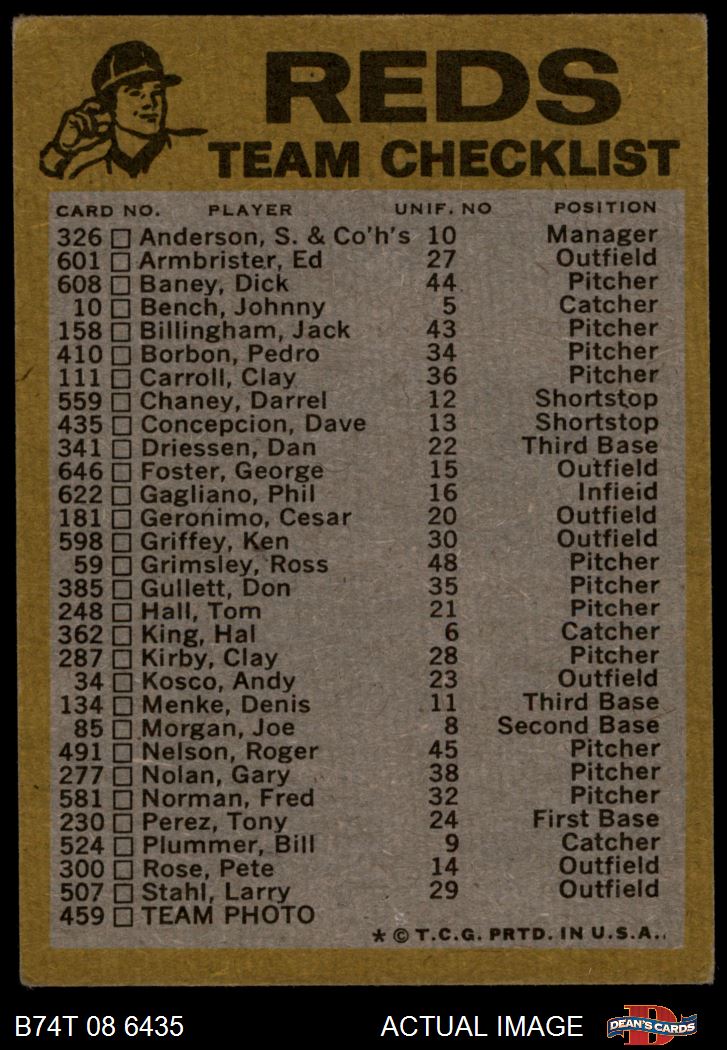 REDS
TEAM CHECKLIST
CARD NO. PLAYER UNIF. NO POSITION
326 Anderson, S. & Co'h's 10 Manager
601 Armbrister, Ed 27 Outfield
608 Baney, Dick 44 Pitcher
10 Bench, Johnny 5 Catcher
158 Billingham, Jack 43 Pitcher
410 Borbon, Pedro 34 Pitcher
111 Carroll, Clay 36 Pitcher
559 Chaney, Darrel 12 Shortstop
435 Concepcion, Dave 13 Shortstop
341 Driessen, Dan 22 Third Base
646 Foster, George 15 Outfield
622 Gagliano, Phil 16 Infieid
181 Geronimo, Cesar 20 Outfield
598 Griffey, Ken 30 Outfield
59 Grimsley, Ross 48 Pitcher
385 Gullett, Don 35 Pitcher
248 Hall, Tom 21 Pitcher
362 King, Hal 6 Catcher
287 Kirby, Clay 28 Pitcher
34 Kosco, Andy 23 Outfield
134 Menke, Denis 11 Third Base
85 Morgan, Joe 8 Second Base
491 Nelson, Roger 45 Pitcher
277 Nolan, Gary 38 Pitcher
581 Norman, Fred 32 Pitcher
230 Perez, Tony 24 First Base
524 Plummer, Bill 9 Catcher
300 Rose, Pete 14 Outfield
507 Stahl, Larry 29 Outfield
459 TEAM PHOTO
* © T.C.G. PRTD. IN U.S.A.
B74T 08 6435 ACTUAL IMAGE DEAN'S CARDS